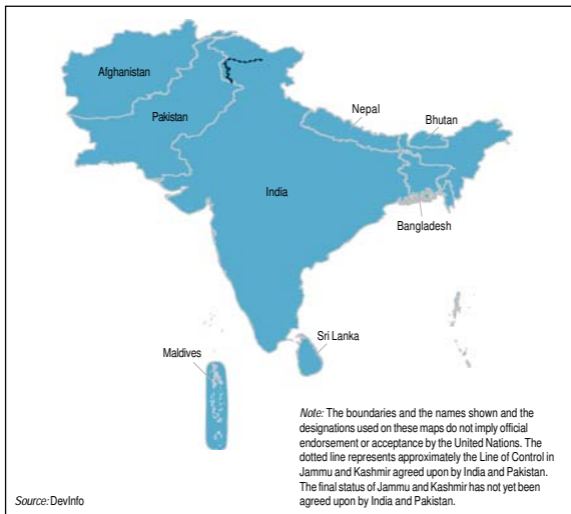 Afghanistan
Pakistan
Nepal
Bhutan
India
Bangladesh
Sri Lanka
Maldives
Note: The boundaries and the names shown and the
designations used on these maps do not imply official
endorsement or acceptance by the United Nations. The
dotted line represents approximately the Line of Control in
Jammu and Kashmir agreed upon by India and Pakistan.
The final status of Jammu and Kashmir has not yet been
agreed upon by India and Pakistan.
Source: DevInfo